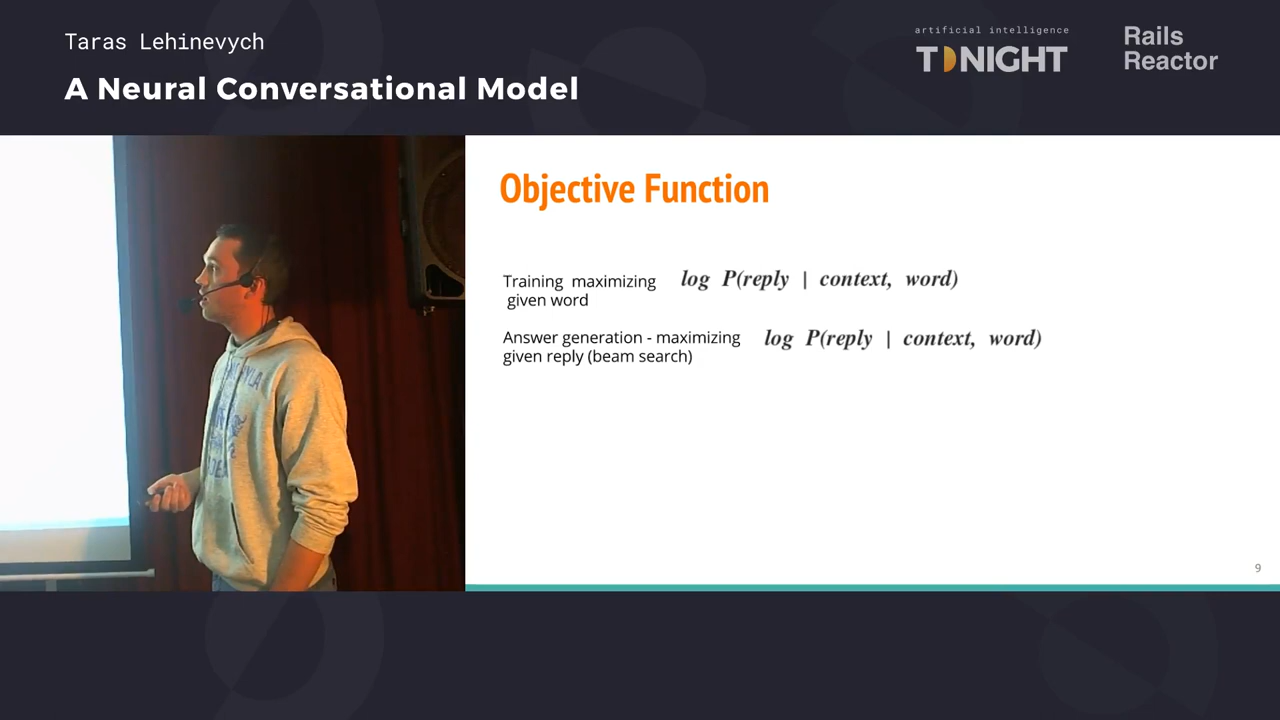 Taras Lehinevych
A Neural Conversational Model
artificial intelligence
TONIGHT
Rails
Reactor
Objective Function
Training maximizing log P(reply | context, word)
given word
Answer generation - maximizing log P(reply | context, word)
given reply (beam search)
9